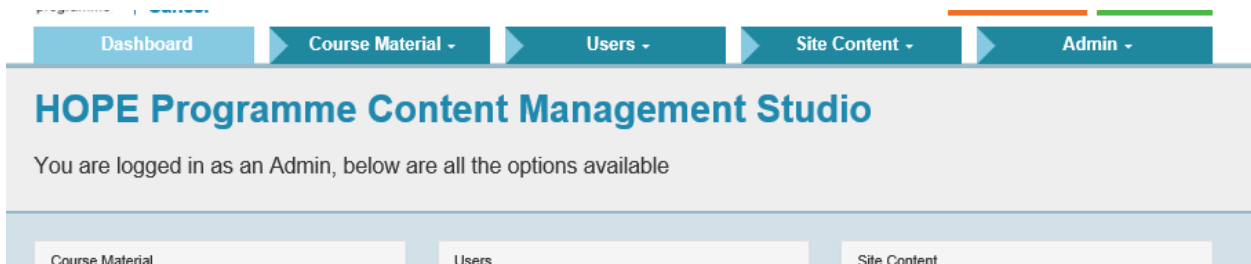 Dashboard Course Material Users Site Content Admin
HOPE Programme Content Management Studio
You are logged in as an Admin, below are all the options available
Course Material Users Site Content